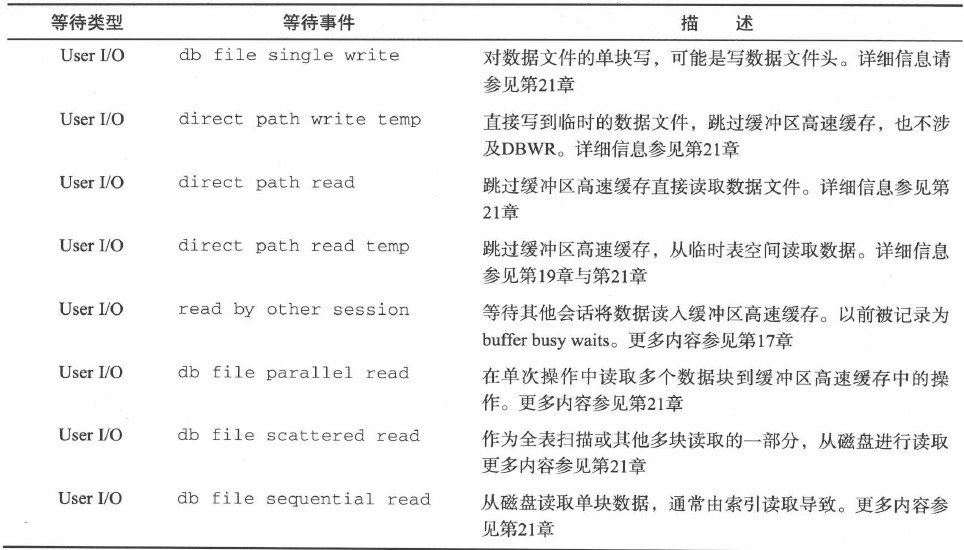 等待类型 等待事件 描 述
User I/O db file single write 对数据文件的单块写，可能是写数据文件头。详细信息请
参见第21章
User I/O direct path write temp 直接写到临时的数据文件，跳过缓冲区高速缓存，也不涉
及DBWR。详细信息参见第21章
User I/O direct path read 跳过缓冲区高速缓存直接读取数据文件。详细信息参见第
21章
User I/O direct path read temp 跳过缓冲区高速缓存，从临时表空间读取数据。详细信息
参见第19章与第21章
User I/O read by other session 等待其他会话将数据读入缓冲区高速缓存。以前被记录为
buffer busy waits。更多内容参见第17章
User I/O db file parallel read 在单次操作中读取多个数据块到缓冲区高速缓存中的操
作。更多内容参见第21章
User I/O db file scattered read 作为全表扫描或其他多块读取的一部分，从磁盘进行读取
更多内容参见第21章
User I/O db file sequential read 从磁盘读取单块数据，通常由索引读取导致。更多内容参
见第21章